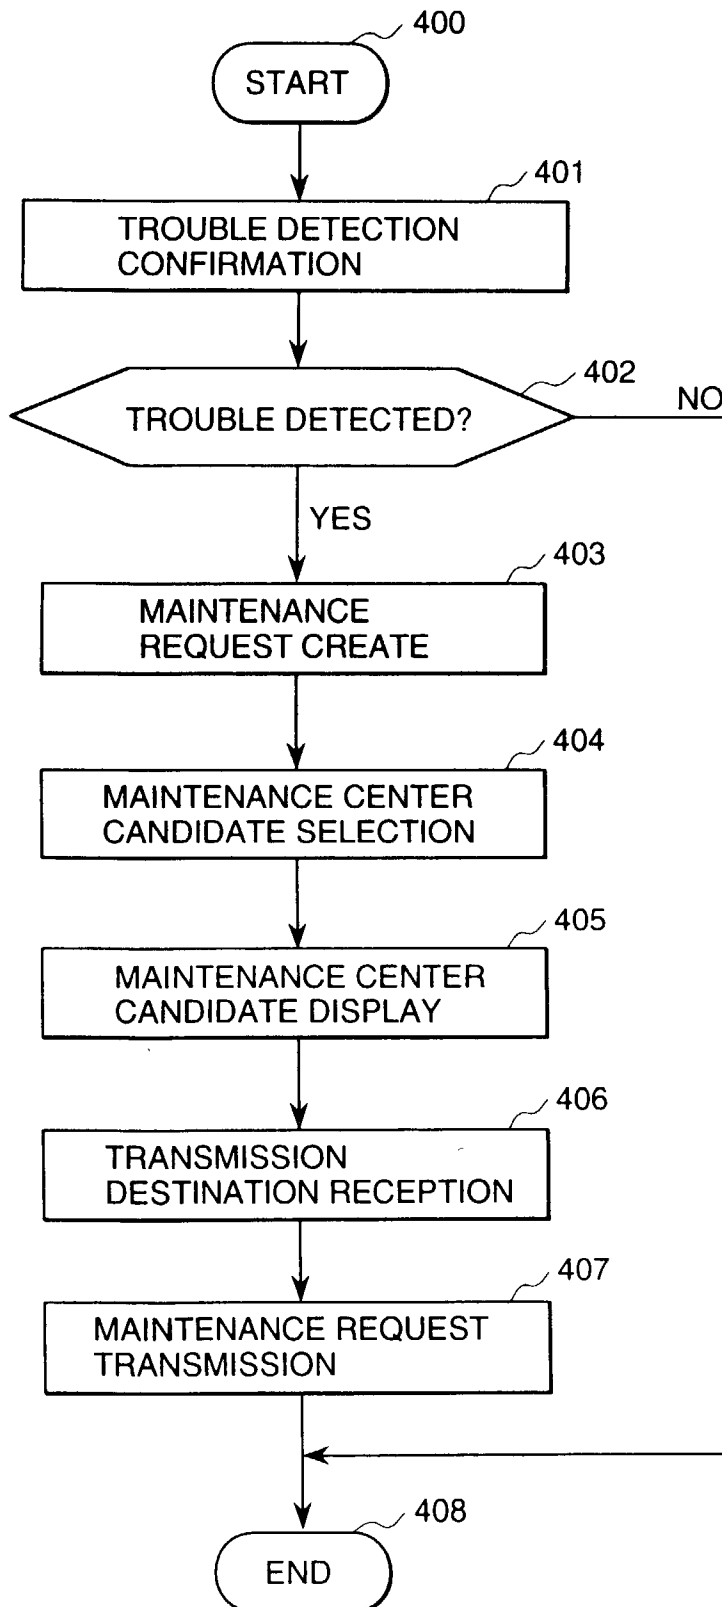 400
START
401
TROUBLE DETECTION
CONFIRMATION
402
TROUBLE DETECTED?
NO
YES
403
MAINTENANCE
REQUEST CREATE
404
MAINTENANCE CENTER
CANDIDATE SELECTION
405
MAINTENANCE CENTER
CANDIDATE DISPLAY
406
TRANSMISSION
DESTINATION RECEPTION
407
MAINTENANCE REQUEST
TRANSMISSION
408
END